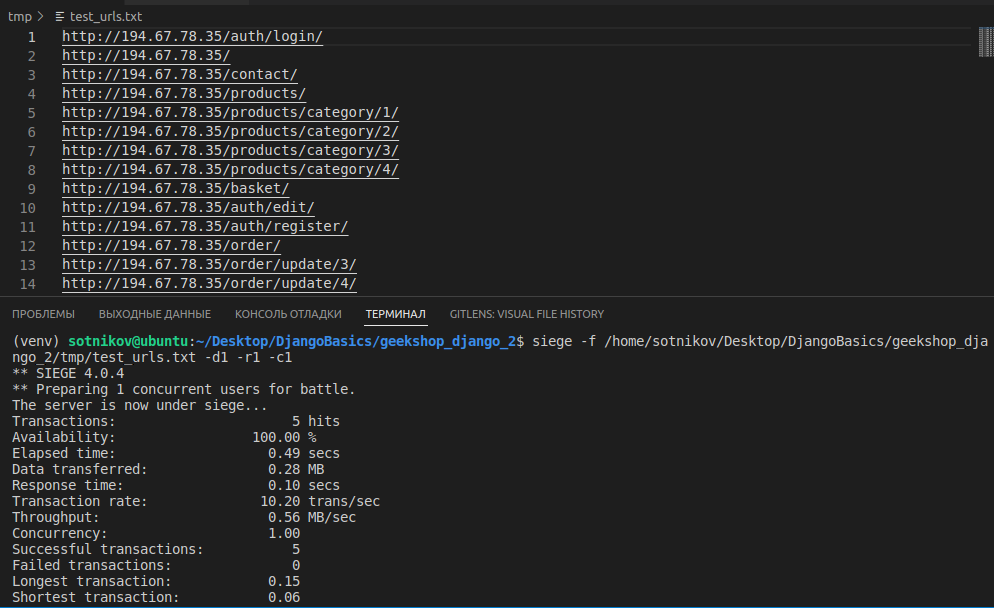 tmp > test_urls.txt
1 http://194.67.78.35/auth/login/
2 http://194.67.78.35/
3 http://194.67.78.35/contact/
4 http://194.67.78.35/products/
5 http://194.67.78.35/products/category/1/
6 http://194.67.78.35/products/category/2/
7 http://194.67.78.35/products/category/3/
8 http://194.67.78.35/products/category/4/
9 http://194.67.78.35/basket/
10 http://194.67.78.35/auth/edit/
11 http://194.67.78.35/auth/register/
12 http://194.67.78.35/order/
13 http://194.67.78.35/order/update/3/
14 http://194.67.78.35/order/update/4/
ПРОБЛЕМЫ ВЫХОДНЫЕ ДАННЫЕ КОНСОЛЬ ОТЛАДКИ ТЕРМИНАЛ GITLENS: VISUAL FILE HISTORY
(venv) sotnikov@ubuntu:~/Desktop/DjangoBasics/geekshop_django_2$ siege -f /home/sotnikov/Desktop/DjangoBasics/geekshop_dja
ngo_2/tmp/test_urls.txt -d1 -r1 -c1
** SIEGE 4.0.4
** Preparing 1 concurrent users for battle.
The server is now under siege...
Transactions: 5 hits
Availability: 100.00 %
Elapsed time: 0.49 secs
Data transferred: 0.28 MB
Response time: 0.10 secs
Transaction rate: 10.20 trans/sec
Throughput: 0.56 MB/sec
Concurrency: 1.00
Successful transactions: 5
Failed transactions: 0
Longest transaction: 0.15
Shortest transaction: 0.06